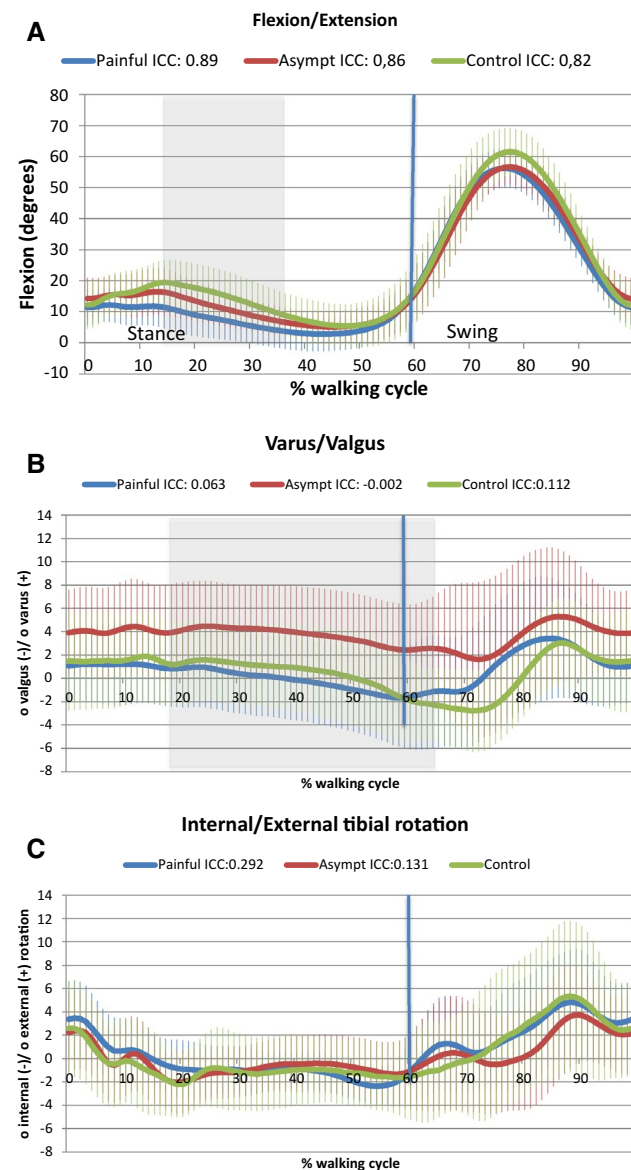 A
Flexion/Extension
Painful ICC: 0.89 Asympt ICC: 0,86 Control ICC: 0,82
Flexion (degrees)
80
70
60
50
40
30
20
10
0
-10
Stance
Swing
0 10 20 30 40 50 60 70 80 90
% walking cycle
B
Varus/Valgus
Painful ICC: 0.063 Asympt ICC: -0.002 Control ICC:0.112
o valgus (-)/ o varus (+)
14
12
10
8
6
4
2
0
-2
-4
-6
-8
0 10 20 30 40 50 60 70 80 90
% walking cycle
C
Internal/External tibial rotation
Painful ICC:0.292 Asympt ICC:0.131 Control
o internal (-)/ o external (+) rotation
14
12
10
8
6
4
2
0
-2
-4
-6
-8
0 10 20 30 40 50 60 70 80 90
% walking cycle